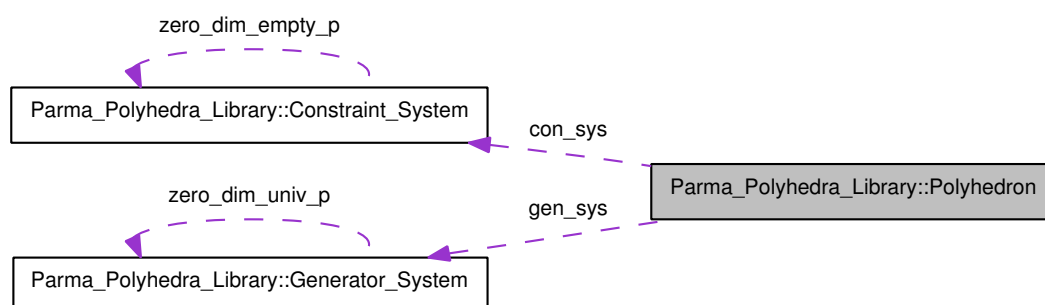 zero_dim_empty_p
Parma_Polyhedra_Library::Constraint_System
con_sys
Parma_Polyhedra_Library::Polyhedron
zero_dim_univ_p
gen_sys
Parma_Polyhedra_Library::Generator_System